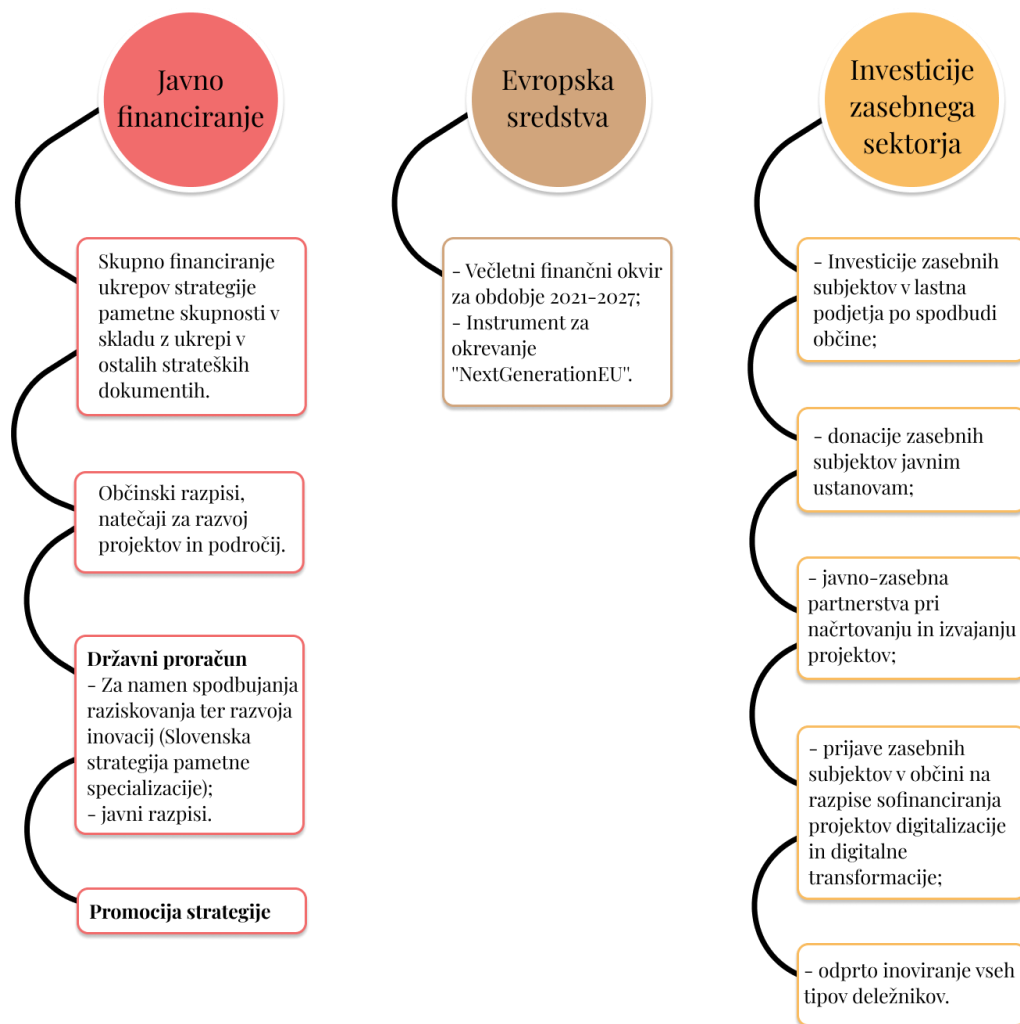 Javno
financiranje
Skupno financiranje
ukrepov strategije
pametne skupnosti v
skladu z ukrepi v
ostalih strateških
dokumentih.
Občinski razpisi,
natečaji za razvoj
projektov in področij.
Državni proračun
- Za namen spodbujanja
raziskovanja ter razvoja
inovacij (Slovenska
strategija pametne
specializacije);
- javni razpisi.
Promocija strategije
Evropska
sredstva
- Večletni finančni okvir
za obdobje 2021-2027;
- Instrument za
okrevanje
"NextGenerationEU".
Investicije
zasebnega
sektorja
- Investicije zasebnih
subjektov v lastna
podjetja po spodbudi
občine;
- donacije zasebnih
subjektov javnim
ustanovam;
- javno-zasebna
partnerstva pri
načrtovanju in izvajanju
projektov;
- prijave zasebnih
subjektov v občini na
razpise sofinanciranja
projektov digitalizacije
in digitalne
transformacije;
- odprto inoviranje vseh
tipov deležnikov.